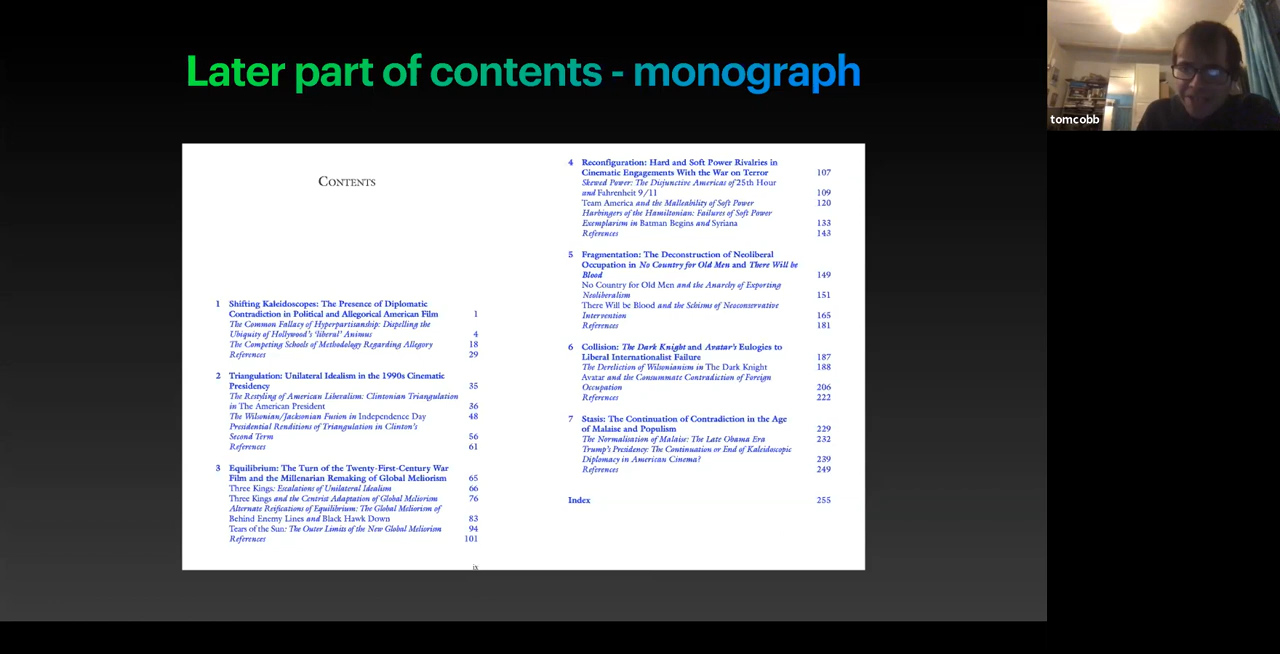 Later part of contents - monograph
tomcobb
CONTENTS
1 Shifting Kaleidoscopes: The Presence of Diplomatic
Contradiction in Political and Allegorical American Film 1
The Common Fallacy of Hyperpartisanship: Dispelling the
Ubiquity of Hollywood's 'liberal' Animus 4
The Competing Schools of Methodology Regarding Allegory 18
References 29
2 Triangulation: Unilateral Idealism in the 1990s Cinematic
Presidency 35
The Restyling of American Liberalism: Clintonian Triangulation
in The American President 36
The Wilsonian/Jacksonian Fusion in Independence Day 48
Presidential Renditions of Triangulation in Clinton's
Second Term 56
References 61
3 Equilibrium: The Turn of the Twenty-First-Century War
Film and the Millenarian Remaking of Global Meliorism 65
Three Kings: Escalations of Unilateral Idealism 66
Three Kings and the Centrist Adaptation of Global Meliorism 76
Alternate Reifications of Equilibrium: The Global Meliorism of
Behind Enemy Lines and Black Hawk Down 83
Tears of the Sun: The Outer Limits of the New Global Meliorism 94
References 101
ix
4 Reconfiguration: Hard and Soft Power Rivalries in
Cinematic Engagements With the War on Terror 107
Skewed Power: The Disjunctive Americas of 25th Hour
and Fahrenheit 9/11 109
Team America and the Malleability of Soft Power 120
Harbingers of the Hamiltonian: Failures of Soft Power
Exemplarism in Batman Begins and Syriana 133
References 143
5 Fragmentation: The Deconstruction of Neoliberal
Occupation in No Country for Old Men and There Will be
Blood 149
No Country for Old Men and the Anarchy of Exporting
Neoliberalism 151
There Will be Blood and the Schisms of Neoconservative
Intervention 165
References 181
6 Collision: The Dark Knight and Avatar's Eulogies to
Liberal Internationalist Failure 187
The Dereliction of Wilsonianism in The Dark Knight 188
Avatar and the Consummate Contradiction of Foreign
Occupation 206
References 222
7 Stasis: The Continuation of Contradiction in the Age
of Malaise and Populism 229
The Normalisation of Malaise: The Late Obama Era 232
Trump's Presidency: The Continuation or End of Kaleidoscopic
Diplomacy in American Cinema? 239
References 249
Index 255